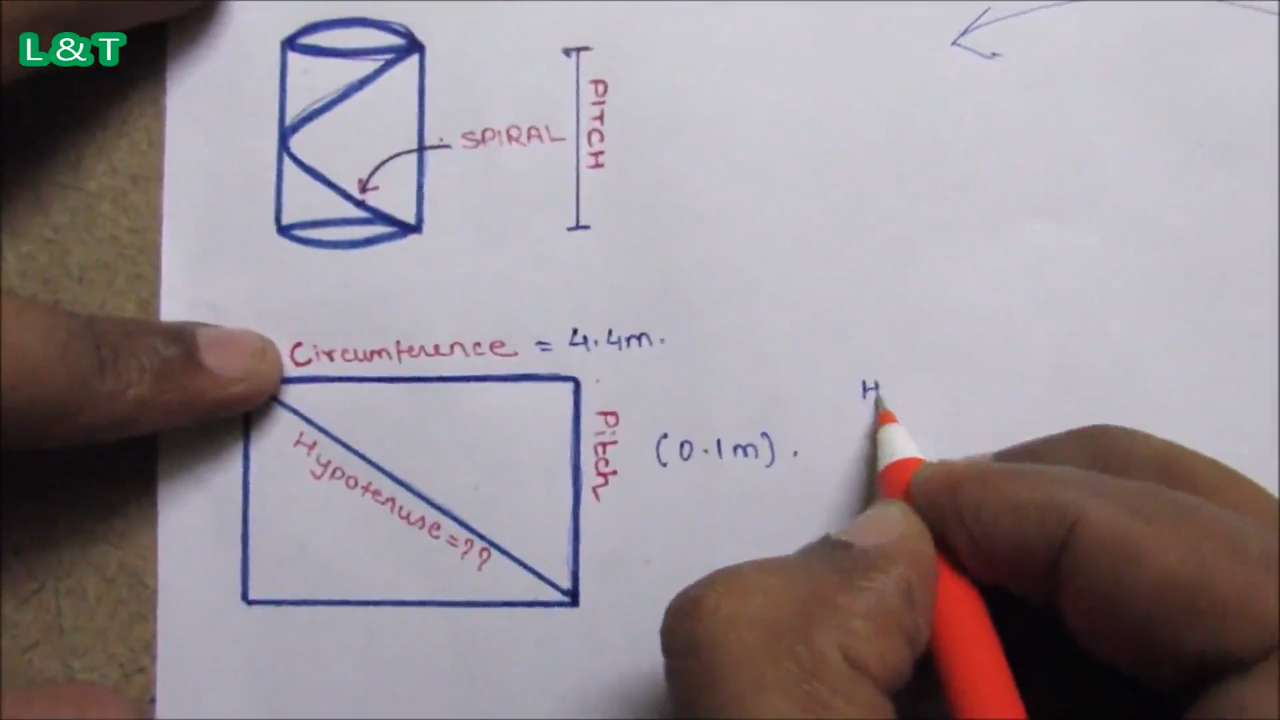 L & T
SPIRAL
PITCH
Circumference = 4.4m.
Pitch
(0.1m).
Hypotenuse=??
H